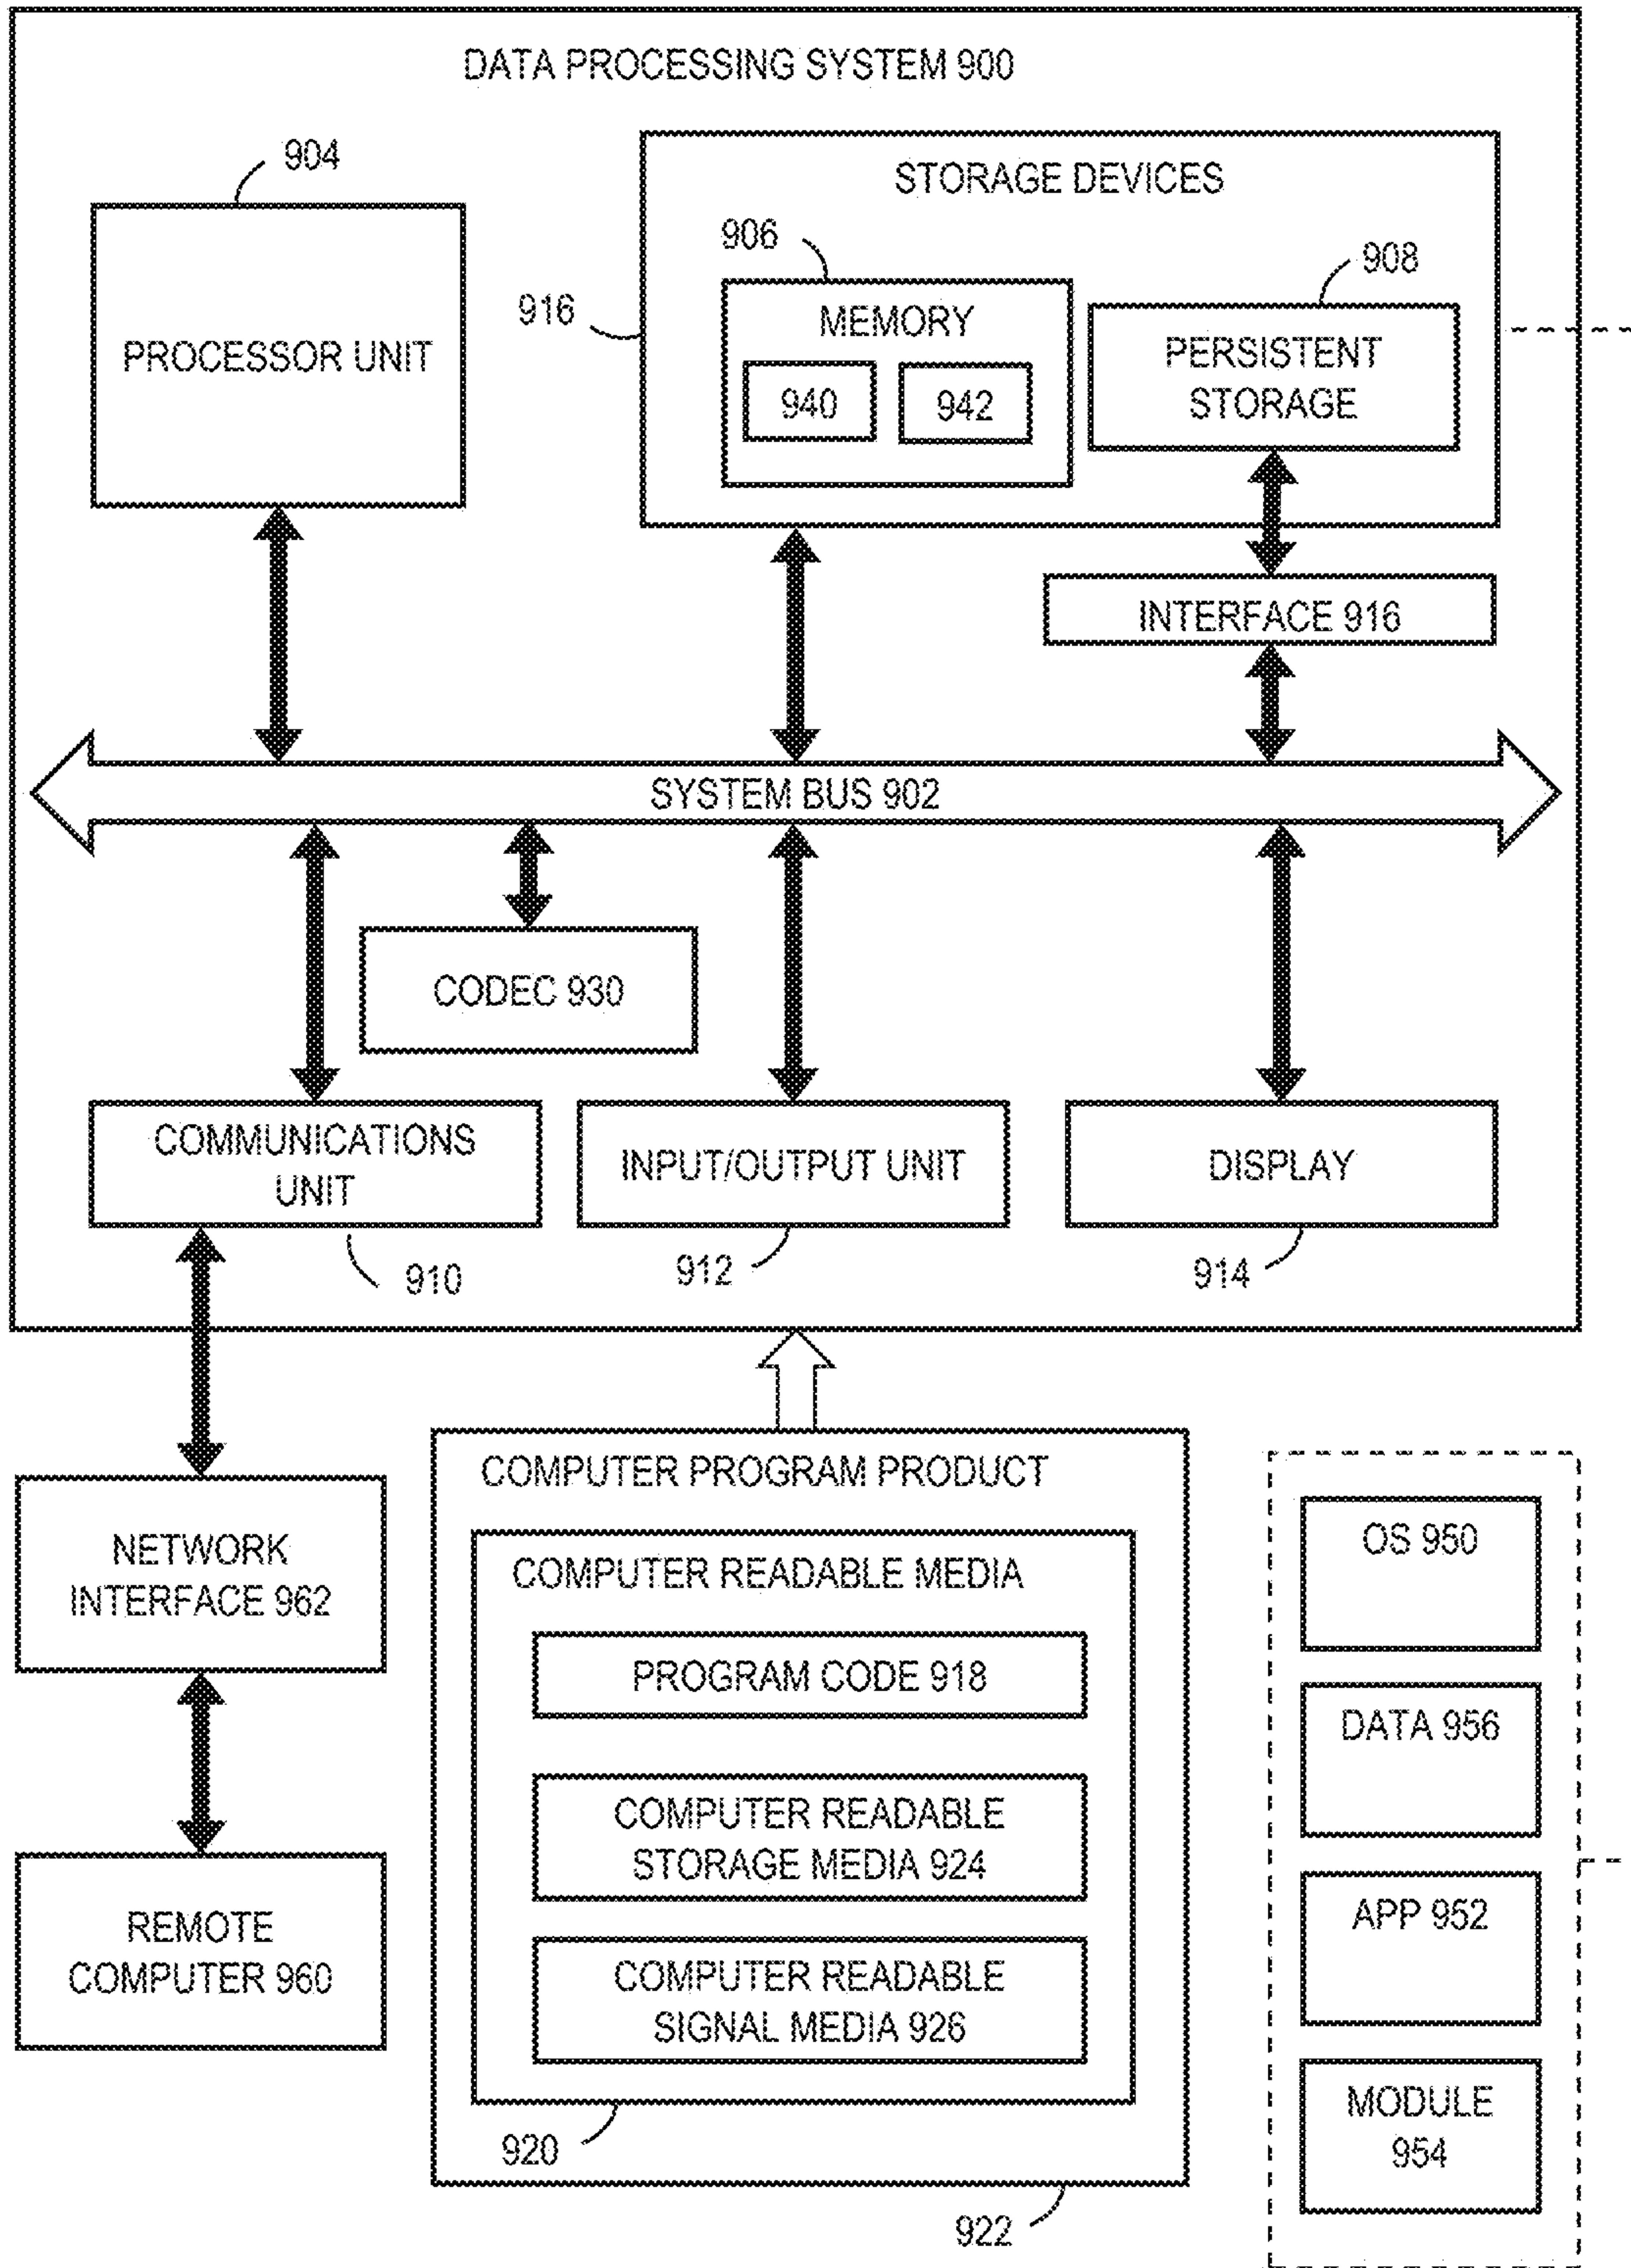 DATA PROCESSING SYSTEM 900
904
STORAGE DEVICES
906
908
916
MEMORY
PROCESSOR UNIT
PERSISTENT
STORAGE
940
942
INTERFACE 916
SYSTEM BUS 902
CODEC 930
COMMUNICATIONS
UNIT
INPUT/OUTPUT UNIT
DISPLAY
910
912
914
COMPUTER PROGRAM PRODUCT
NETWORK
INTERFACE 962
COMPUTER READABLE MEDIA
PROGRAM CODE 918
COMPUTER READABLE
STORAGE MEDIA 924
REMOTE
COMPUTER 960
COMPUTER READABLE
SIGNAL MEDIA 926
920
922
OS 950
DATA 956
APP 952
MODULE
954